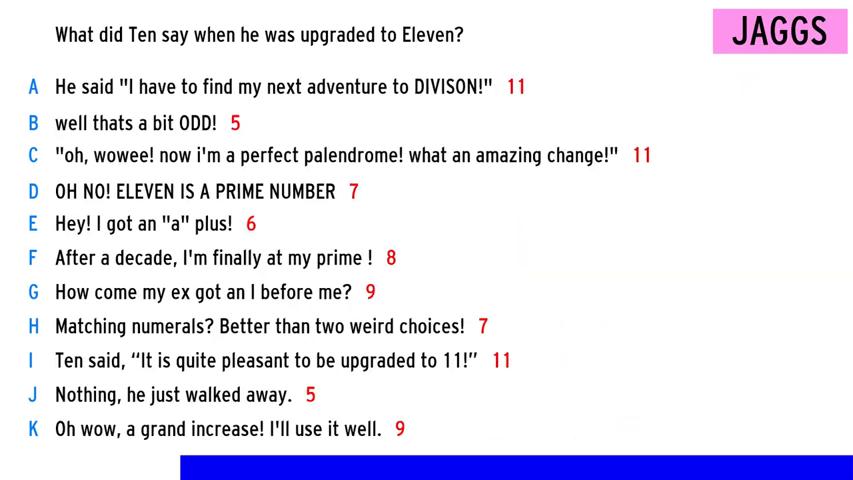 What did Ten say when he was upgraded to Eleven?
JAGGS
A He said "I have to find my next adventure to DIVISON!" 11
B well thats a bit ODD! 5
C "oh, wowee! now i'm a perfect palendrome! what an amazing change!" 11
D OH NO! ELEVEN IS A PRIME NUMBER 7
E Hey! I got an "a" plus! 6
F After a decade, I'm finally at my prime ! 8
G How come my ex got an I before me? 9
H Matching numerals? Better than two weird choices! 7
I Ten said, “It is quite pleasant to be upgraded to 11!” 11
J Nothing, he just walked away. 5
K Oh wow, a grand increase! I'll use it well. 9